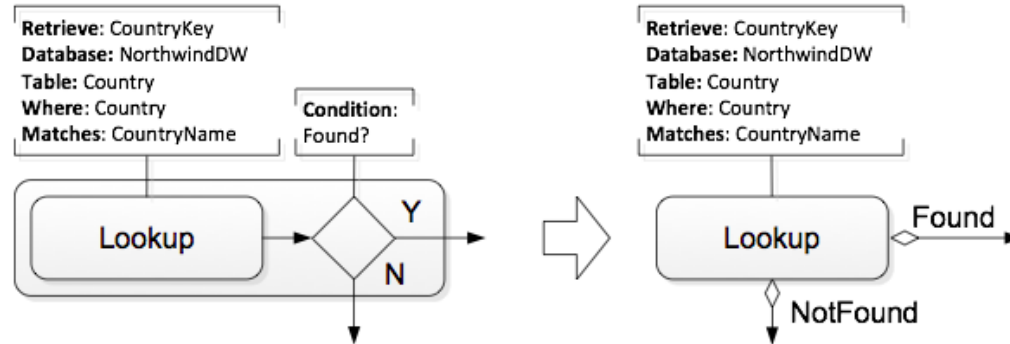 Retrieve: CountryKey
Database: NorthwindDW
Table: Country
Where: Country
Matches: CountryName
Condition:
Found?
Lookup
Y
N
Retrieve: CountryKey
Database: NorthwindDW
Table: Country
Where: Country
Matches: CountryName
Lookup
Found
NotFound